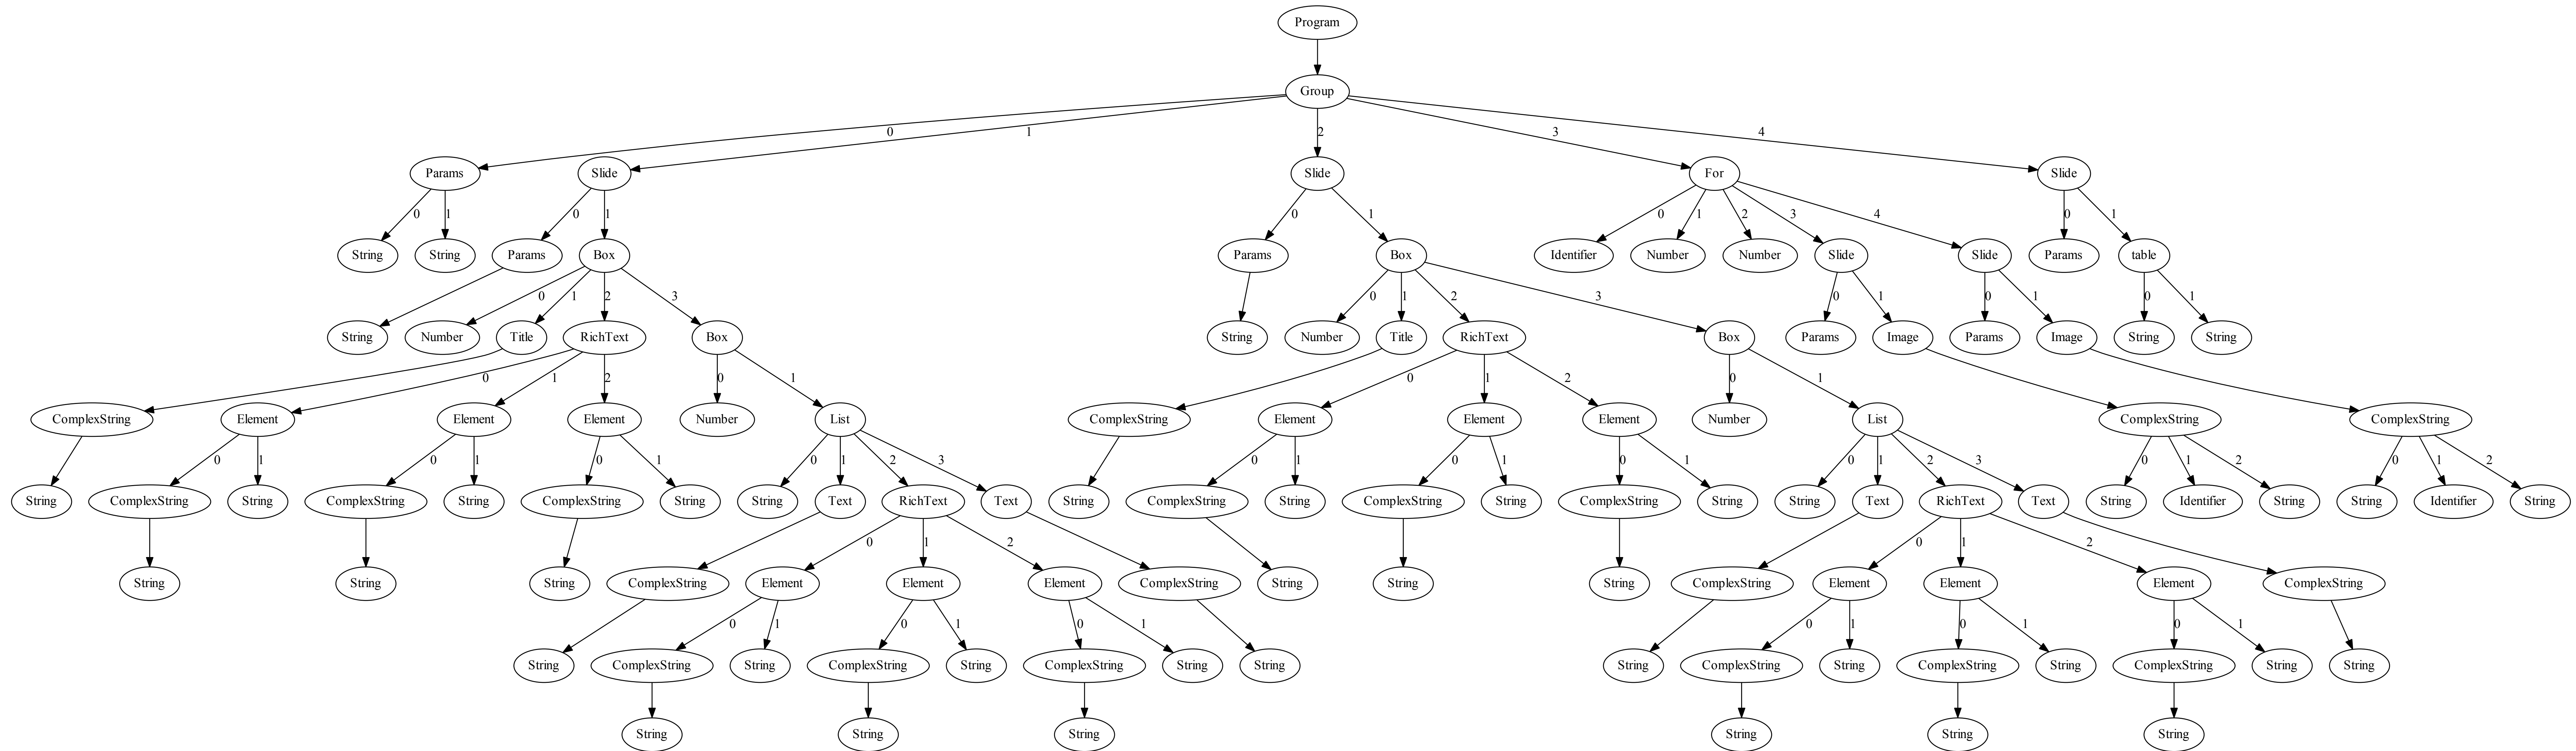 Program
Group
0 1 2 3 4
Params Slide Slide For Slide
0 1 0 1 0 1 0 1 2 3 4 0 1
String String Params Box Params Box Identifier Number Number Slide Slide Params table
0 1 2 3 0 1 2 3 0 1 0 1 0 1
String Number Title RichText Box String Number Title RichText Box Params Image Params Image String String
0 1 2 0 1 0 1 2 0 1
ComplexString Element Element Element Number List ComplexString Element Element Element Number List ComplexString ComplexString
0 1 0 1 0 1 0 1 2 3 0 1 0 1 0 1 0 1 2 3 0 1 2 0 1 2
String ComplexString String ComplexString String ComplexString String String Text RichText Text String ComplexString String ComplexString String ComplexString String String Text RichText Text String Identifier String String Identifier String
0 1 2 0 1 2
String String String ComplexString Element Element Element ComplexString String String String ComplexString Element Element Element ComplexString
0 1 0 1 0 1 0 1 0 1 0 1
String ComplexString String ComplexString String ComplexString String String String ComplexString String ComplexString String ComplexString String String
String String String String String String